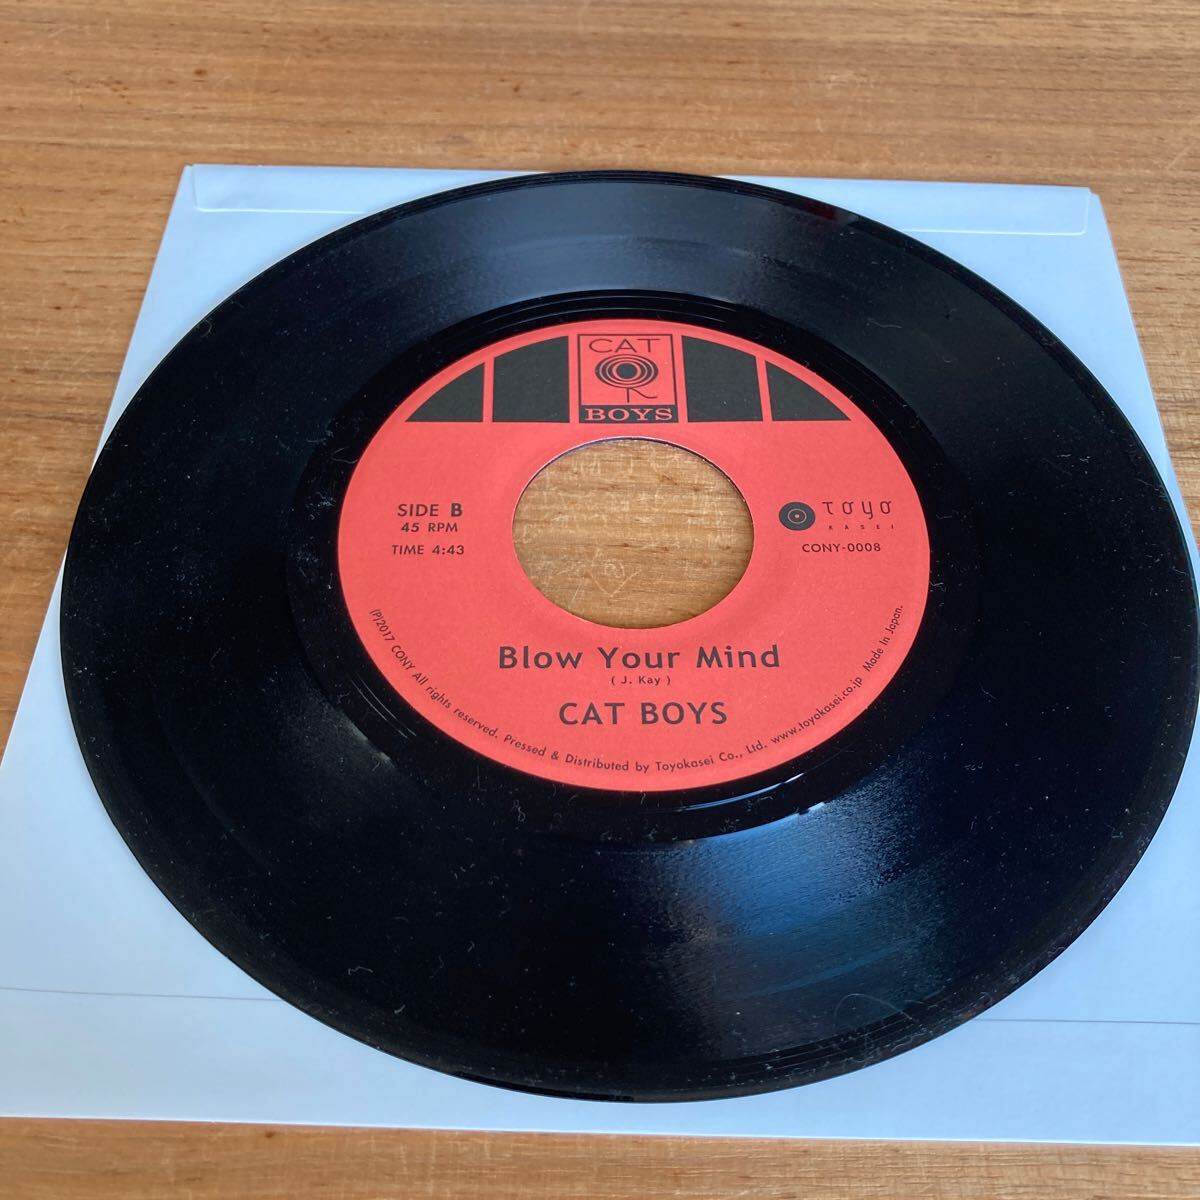 CAT
BOYS
SIDE B
45 RPM
TIME 4:43
TOYO
KASEI
CONY-0008
Blow Your Mind
( J. Kay )
CAT BOYS
(P)2017 CONY All rights reserved. Pressed & Distributed by Toyokasei Co., Ltd. www.toyokasei.co.jp Made In Japan.